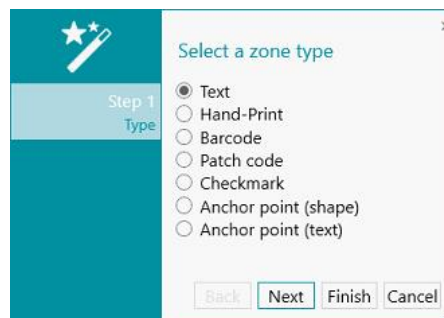 Select a zone type
Step 1
Type
Text
Hand-Print
Barcode
Patch code
Checkmark
Anchor point (shape)
Anchor point (text)
Back
Next
Finish
Cancel